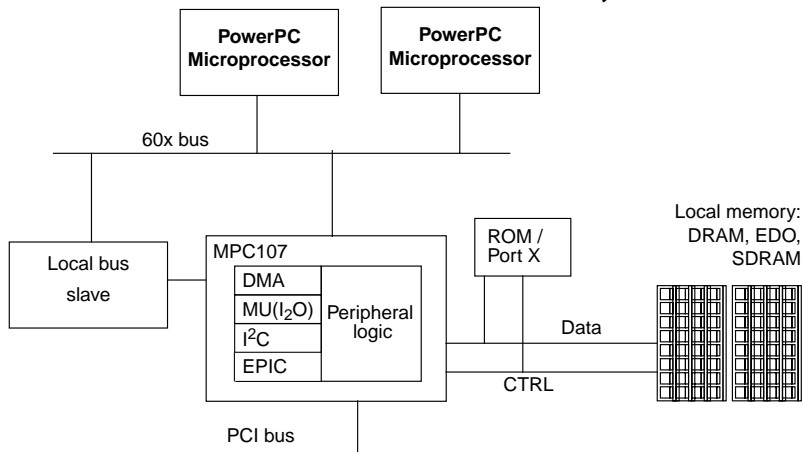 PowerPC
Microprocessor
PowerPC
Microprocessor
60x bus
Local bus
slave
MPC107
DMA
MU(I₂O)
I²C
EPIC
Peripheral
logic
ROM /
Port X
Local memory:
DRAM, EDO,
SDRAM
Data
CTRL
PCI bus